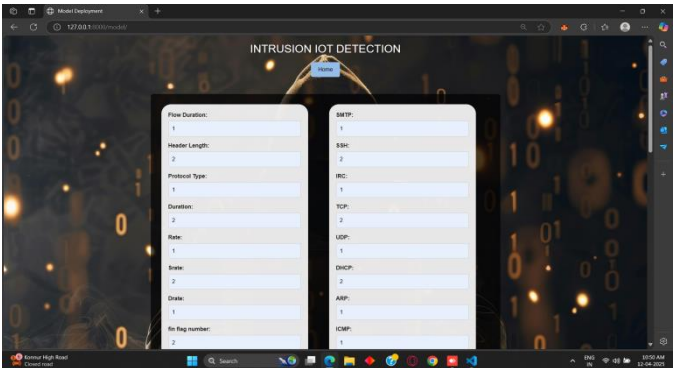 Model Deployment
127.0.0.1:8000/model/
INTRUSION IOT DETECTION
Home
Flow Duration:
1
Header Length:
2
Protocol Type:
1
Duration:
2
Rate:
1
Srate:
2
Drate:
1
fin flag number:
2
SMTP:
1
SSH:
2
IRC:
1
TCP:
2
UDP:
1
DHCP:
2
ARP:
1
ICMP:
1
Konnur High Road
Closed road
Search
ENG
IN
10:50 AM
12-04-2025